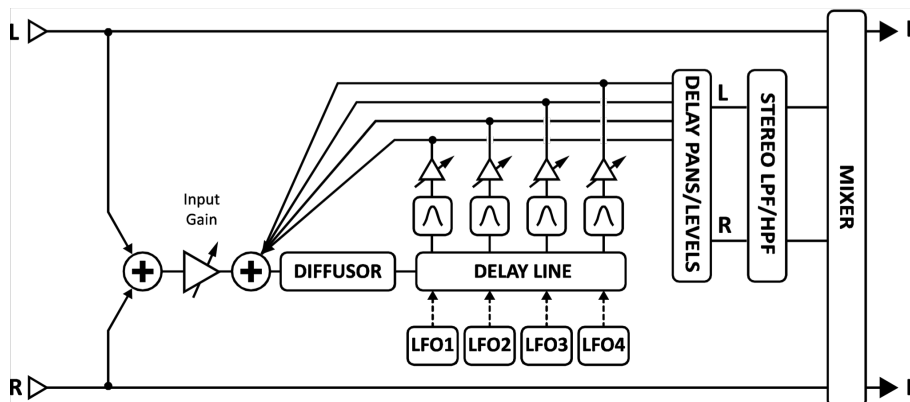 L
Input
Gain
DIFFUSOR
DELAY LINE
LFO1
LFO2
LFO3
LFO4
DELAY PANS/LEVELS
L
R
STEREO LPF/HPF
MIXER
R